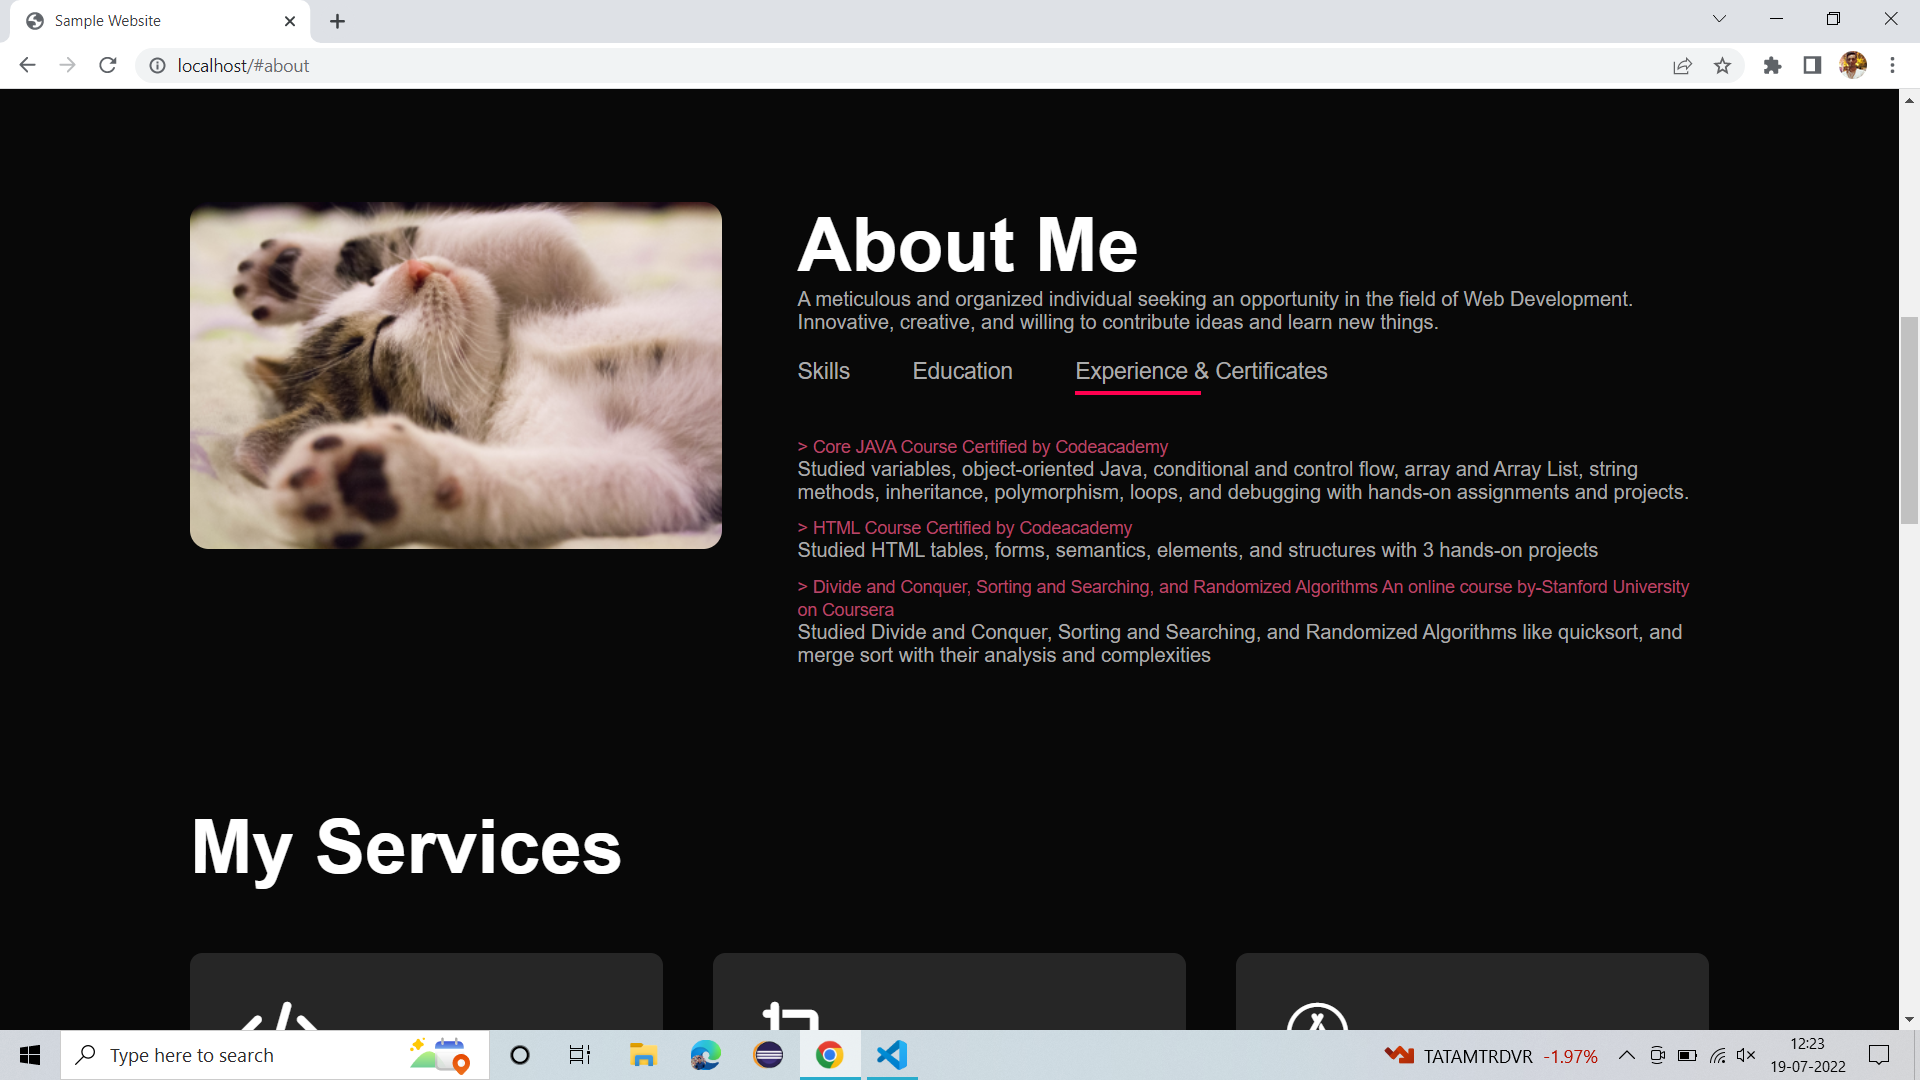 Sample Website
localhost/#about
About Me
A meticulous and organized individual seeking an opportunity in the field of Web Development.
Innovative, creative, and willing to contribute ideas and learn new things.
Skills Education Experience & Certificates
> Core JAVA Course Certified by Codeacademy
Studied variables, object-oriented Java, conditional and control flow, array and Array List, string
methods, inheritance, polymorphism, loops, and debugging with hands-on assignments and projects.
> HTML Course Certified by Codeacademy
Studied HTML tables, forms, semantics, elements, and structures with 3 hands-on projects
> Divide and Conquer, Sorting and Searching, and Randomized Algorithms An online course by-Stanford University
on Coursera
Studied Divide and Conquer, Sorting and Searching, and Randomized Algorithms like quicksort, and
merge sort with their analysis and complexities
My Services
Type here to search
TATAMTRDVR -1.97%
12:23
19-07-2022